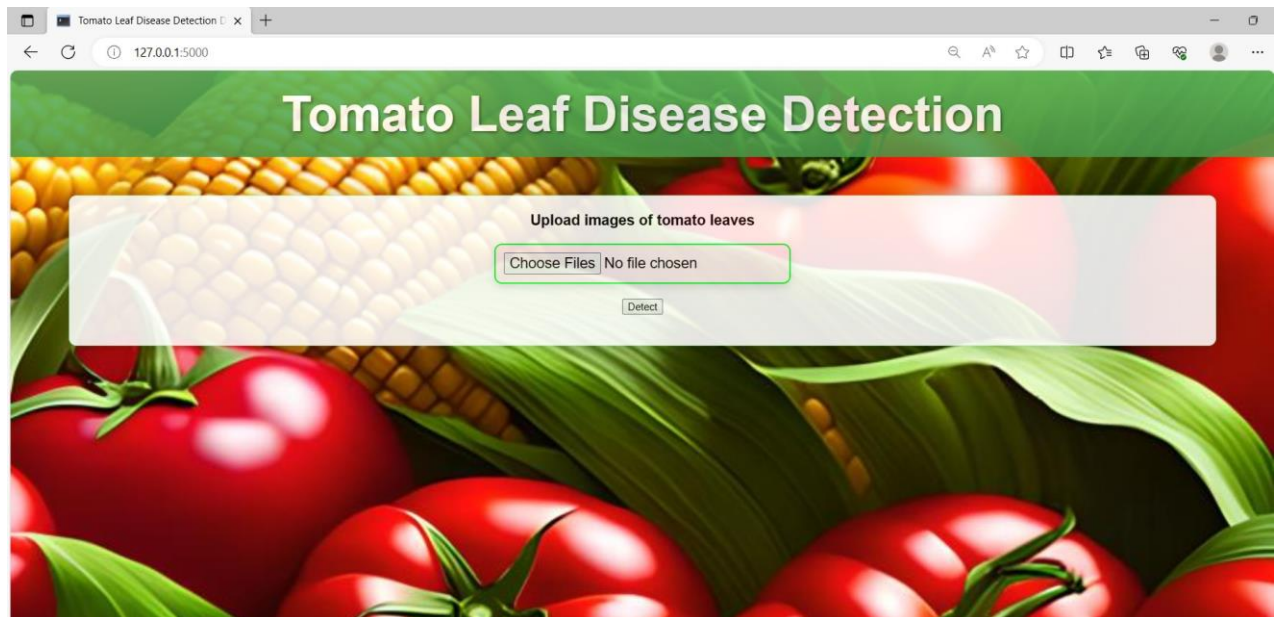 Tomato Leaf Disease Detection D
127.0.0.1:5000
Tomato Leaf Disease Detection
Upload images of tomato leaves
Choose Files No file chosen
Detect